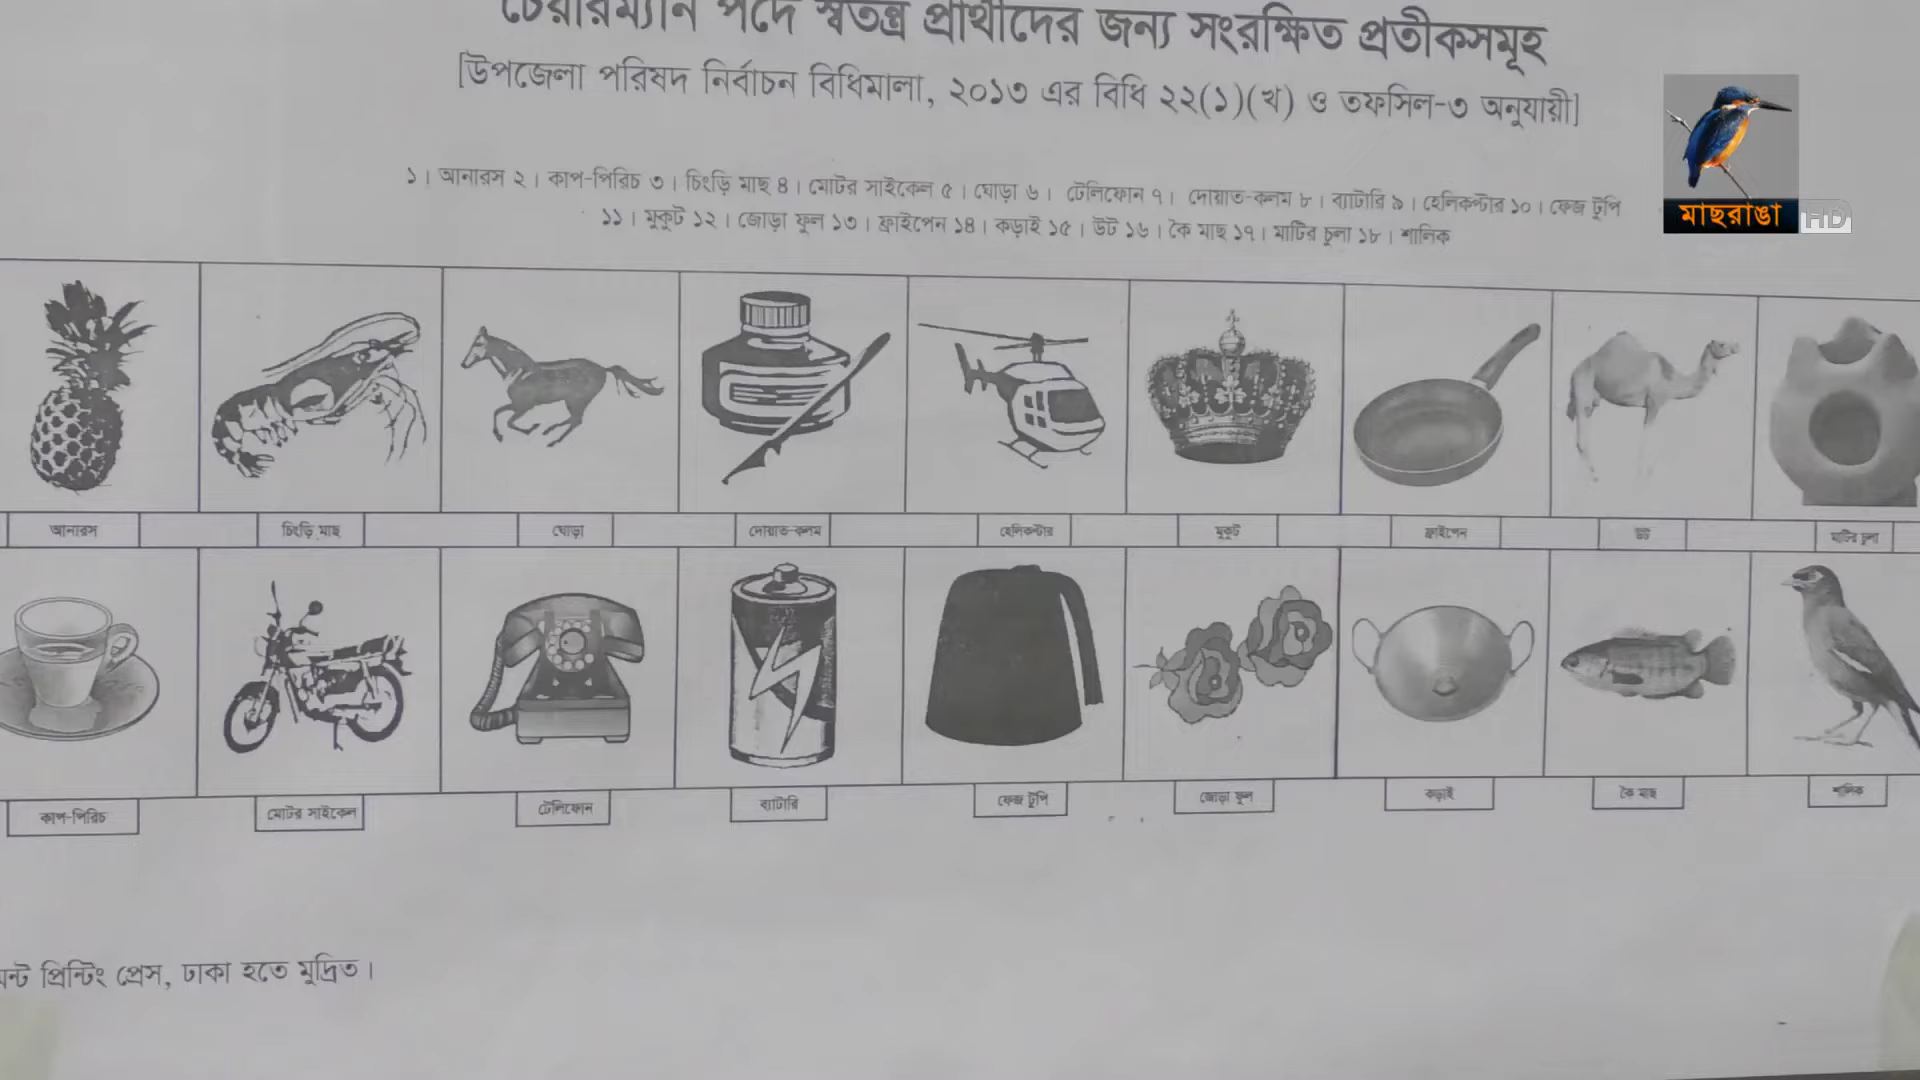 চেয়ারম্যান পদে স্বতন্ত্র প্রার্থীদের জন্য সংরক্ষিত প্রতীকসমূহ
[উপজেলা পরিষদ নির্বাচন বিধিমালা, ২০১৩ এর বিধি ২২(১)(খ) ও তফসিল-৩ অনুযায়ী]
মাছরাঙা HD
১। আনারস ২। কাপ-পিরিচ ৩। চিংড়ি মাছ ৪। মোটর সাইকেল ৫। ঘোড়া ৬। টেলিফোন ৭। দোয়াত-কলম ৮। ব্যাটারি ৯। হেলিকপ্টার ১০। ফেজ টুপি
১১। মুকুট ১২। জোড়া ফুল ১৩। ফ্রাইপেন ১৪। কড়াই ১৫। উট ১৬। কৈ মাছ ১৭। মাটির চুলা ১৮। শালিক
আনারস চিংড়ি মাছ ঘোড়া দোয়াত-কলম হেলিকপ্টার মুকুট ফ্রাইপেন উট মাটির চুলা
কাপ-পিরিচ মোটর সাইকেল টেলিফোন ব্যাটারি ফেজ টুপি জোড়া ফুল কড়াই কৈ মাছ শালিক
প্রিন্টিং প্রেস, ঢাকা হতে মুদ্রিত।